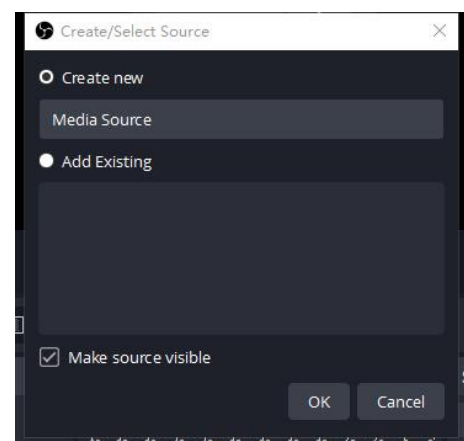 Create/Select Source
Create new
Media Source
Add Existing
Make source visible
OK
Cancel